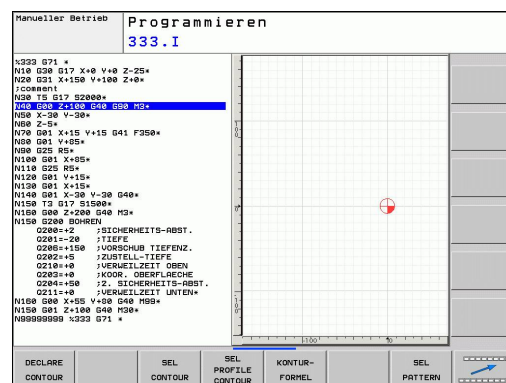 Manueller Betrieb
Programmieren
333.I
%333 G71 *
N10 G30 G17 X+0 Y+0 Z-25*
N20 G31 X+150 Y+100 Z+0*
;comment
N30 T5 G17 S2000*
N40 G00 Z+100 G40 G90 M3*
N50 X-30 Y-30*
N60 Z-5*
N70 G01 X+15 Y+15 G41 F350*
N80 G01 Y+85*
N90 G25 R5*
N100 G01 X+85*
N110 G25 R5*
N120 G01 Y+15*
N130 G01 X+15*
N140 G01 X-30 Y-30 G40*
N150 T3 G17 S1500*
N160 G00 Z+200 G40 M3*
N150 G200 BOHREN
Q200=+2 ;SICHERHEITS-ABST.
Q201=-20 ;TIEFE
Q206=+150 ;VORSCHUB TIEFENZ.
Q202=+5 ;ZUSTELL-TIEFE
Q210=+0 ;VERWEILZEIT OBEN
Q203=+0 ;KOOR. OBERFLAECHE
Q204=+50 ;2. SICHERHEITS-ABST.
Q211=+0 ;VERWEILZEIT UNTEN*
N160 G00 X+55 Y+80 G40 M99*
N150 G01 Z+100 G40 M30*
N99999999 %333 G71 *
-100
DECLARE CONTOUR
SEL CONTOUR
SEL PROFILE CONTOUR
KONTUR-FORMEL
SEL PATTERN